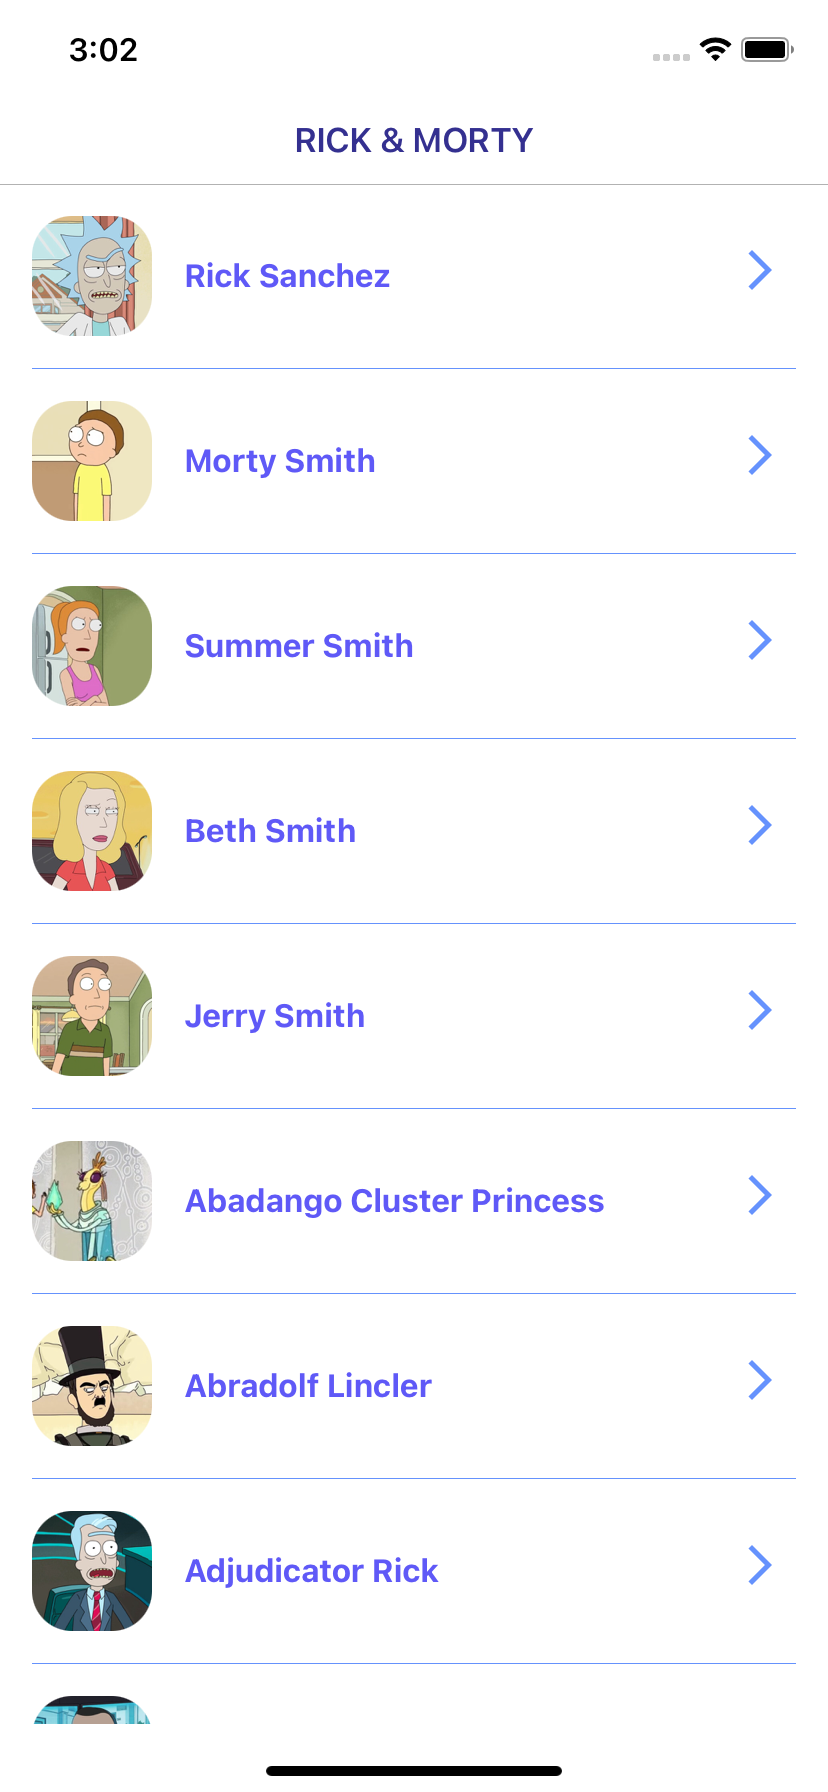 3:02
RICK & MORTY
Rick Sanchez
Morty Smith
Summer Smith
Beth Smith
Jerry Smith
Abadango Cluster Princess
Abradolf Lincler
Adjudicator Rick